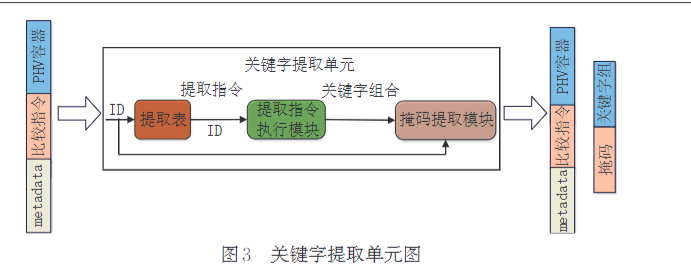 PHV容器
比较指令
metadata
关键字提取单元
ID
提取表
提取指令
ID
提取指令
执行模块
关键字组合
掩码提取模块
PHV容器
比较指令
metadata
关键字组
掩码
图3 关键字提取单元图